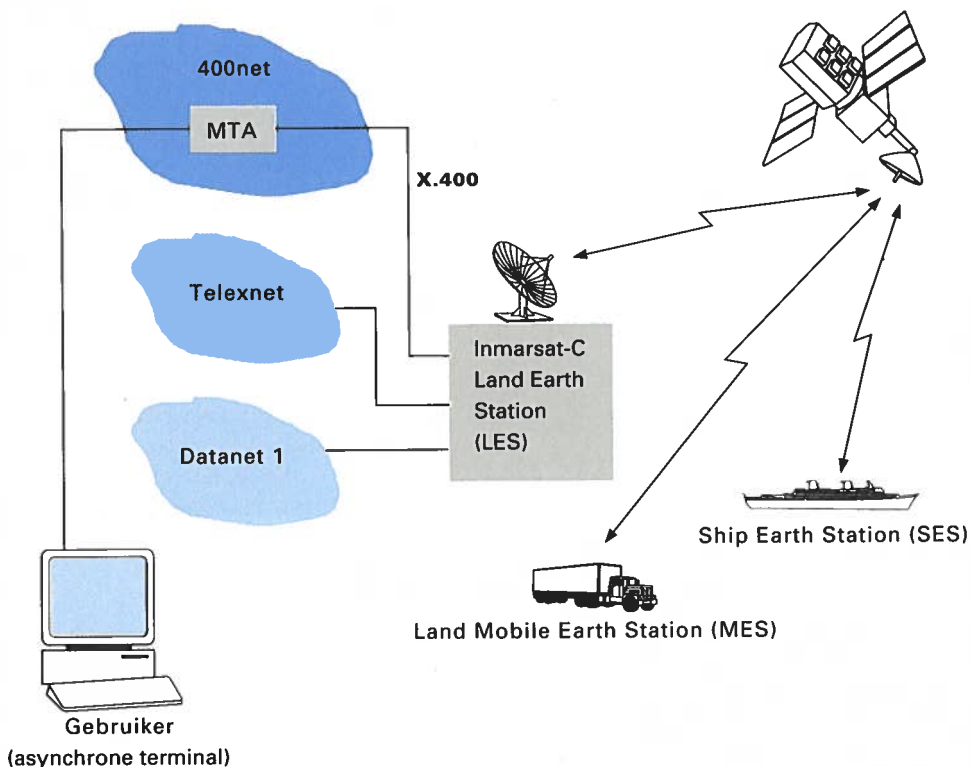 400net
MTA
X.400
Telexnet
Inmarsat-C
Land Earth
Station
(LES)
Datanet 1
Ship Earth Station (SES)
Land Mobile Earth Station (MES)
Gebruiker
(asynchrone terminal)